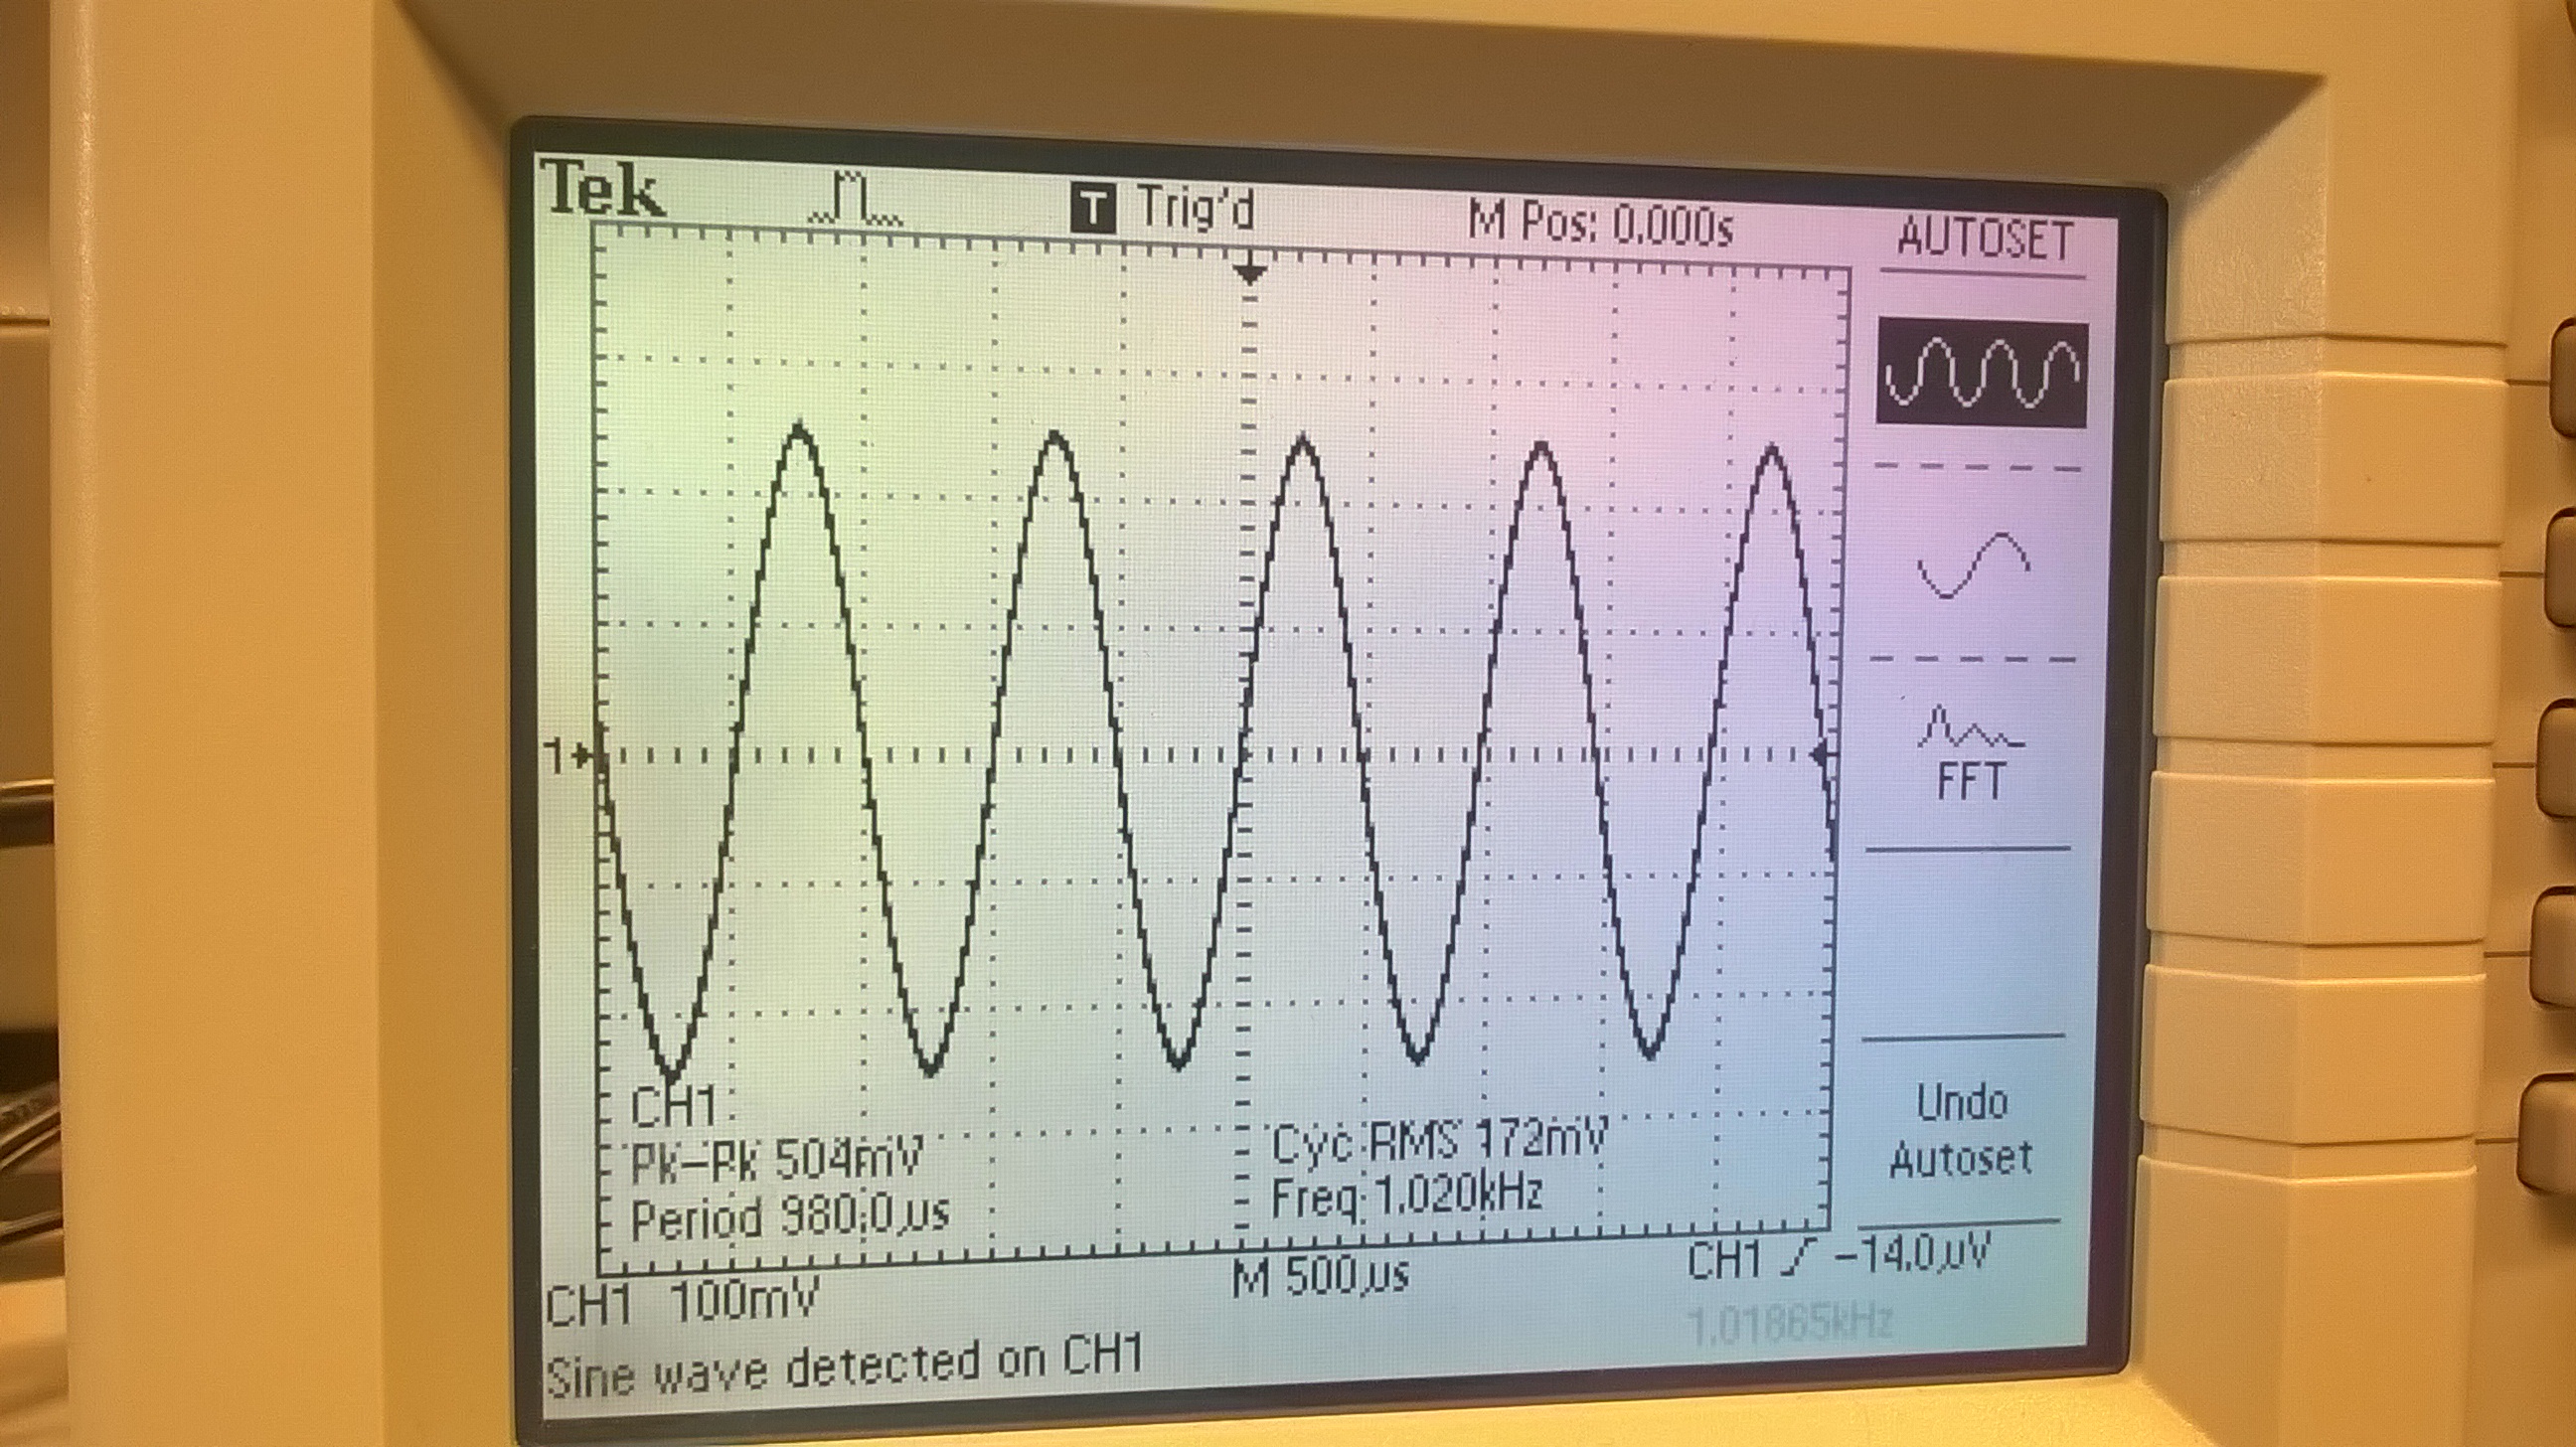 Tek T Trig'd M Pos: 0.000s AUTOSET
1
FFT
CH1
Pk-Pk 504mV Cyc RMS 172mV
Period 980.0µs Freq 1.020kHz
Undo
Autoset
CH1 100mV M 500µs CH1 -14.0µV
1.01865kHz
Sine wave detected on CH1